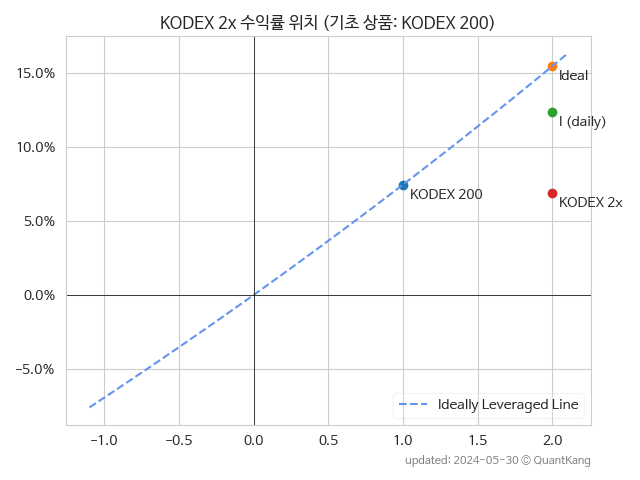 KODEX 2x 수익률 위치 (기초 상품: KODEX 200)
15.0%
10.0%
5.0%
0.0%
−5.0%
Ideal
I (daily)
KODEX 200
KODEX 2x
Ideally Leveraged Line
−1.0
−0.5
0.0
0.5
1.0
1.5
2.0
updated: 2024-05-30 © QuantKang